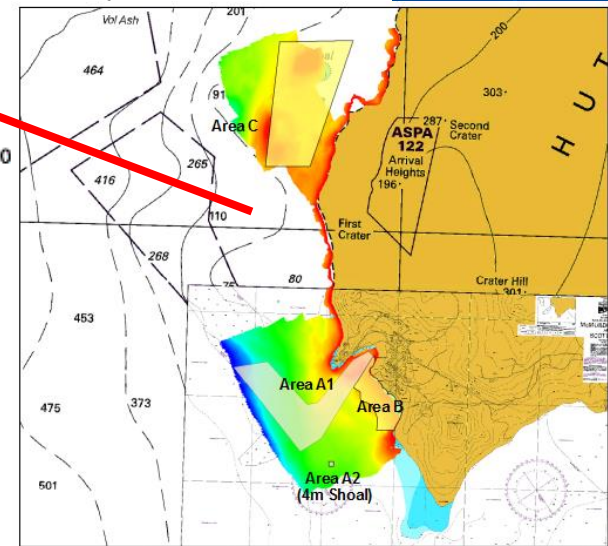 201
Vol Ash
200
464
303
H U T
91
Area C
ASPA
122
287
Second
Crater
Arrival
Heights
196
0
265
416
110
First
Crater
268
80
Crater Hill
301
453
Area A1
Area B
475
373
Area A2
(4m Shoal)
501